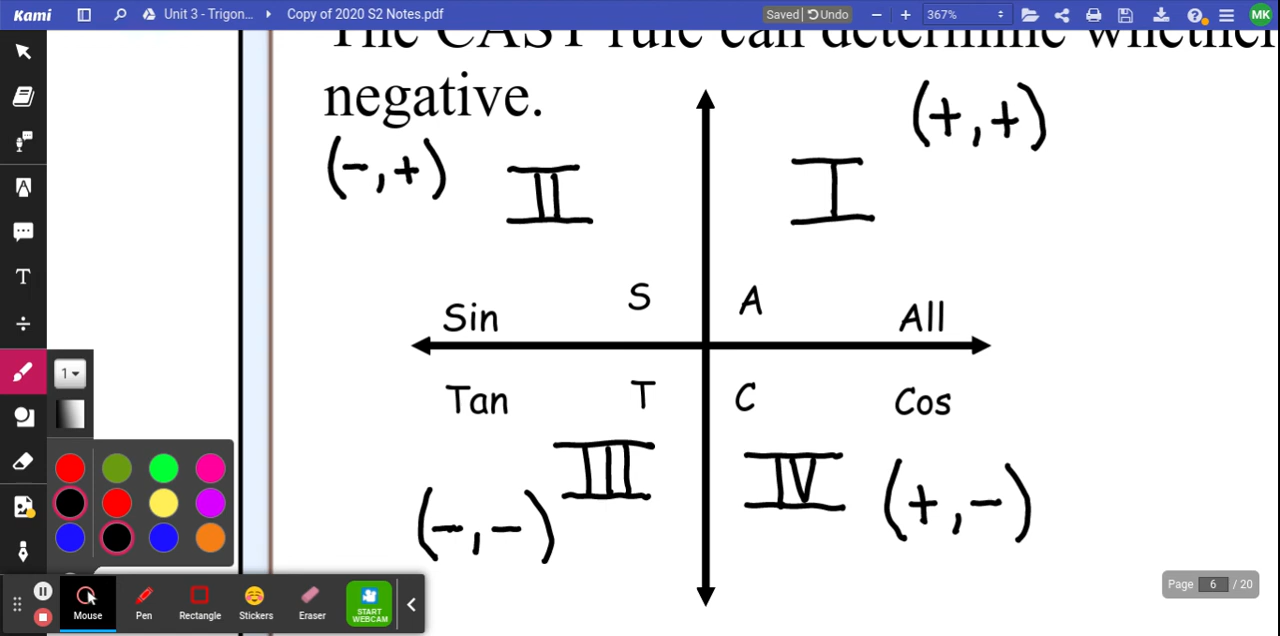 Kami Unit 3 - Trigon... Copy of 2020 S2 Notes.pdf Saved Undo 367% MK
The CAST rule can determine whether
negative.
(+,+)
(-,+) II I
S A
Sin All
Tan T C Cos
1
III IV
(-,-) (+,-)
Page 6 / 20
Mouse Pen Rectangle Stickers Eraser START
WEBCAM